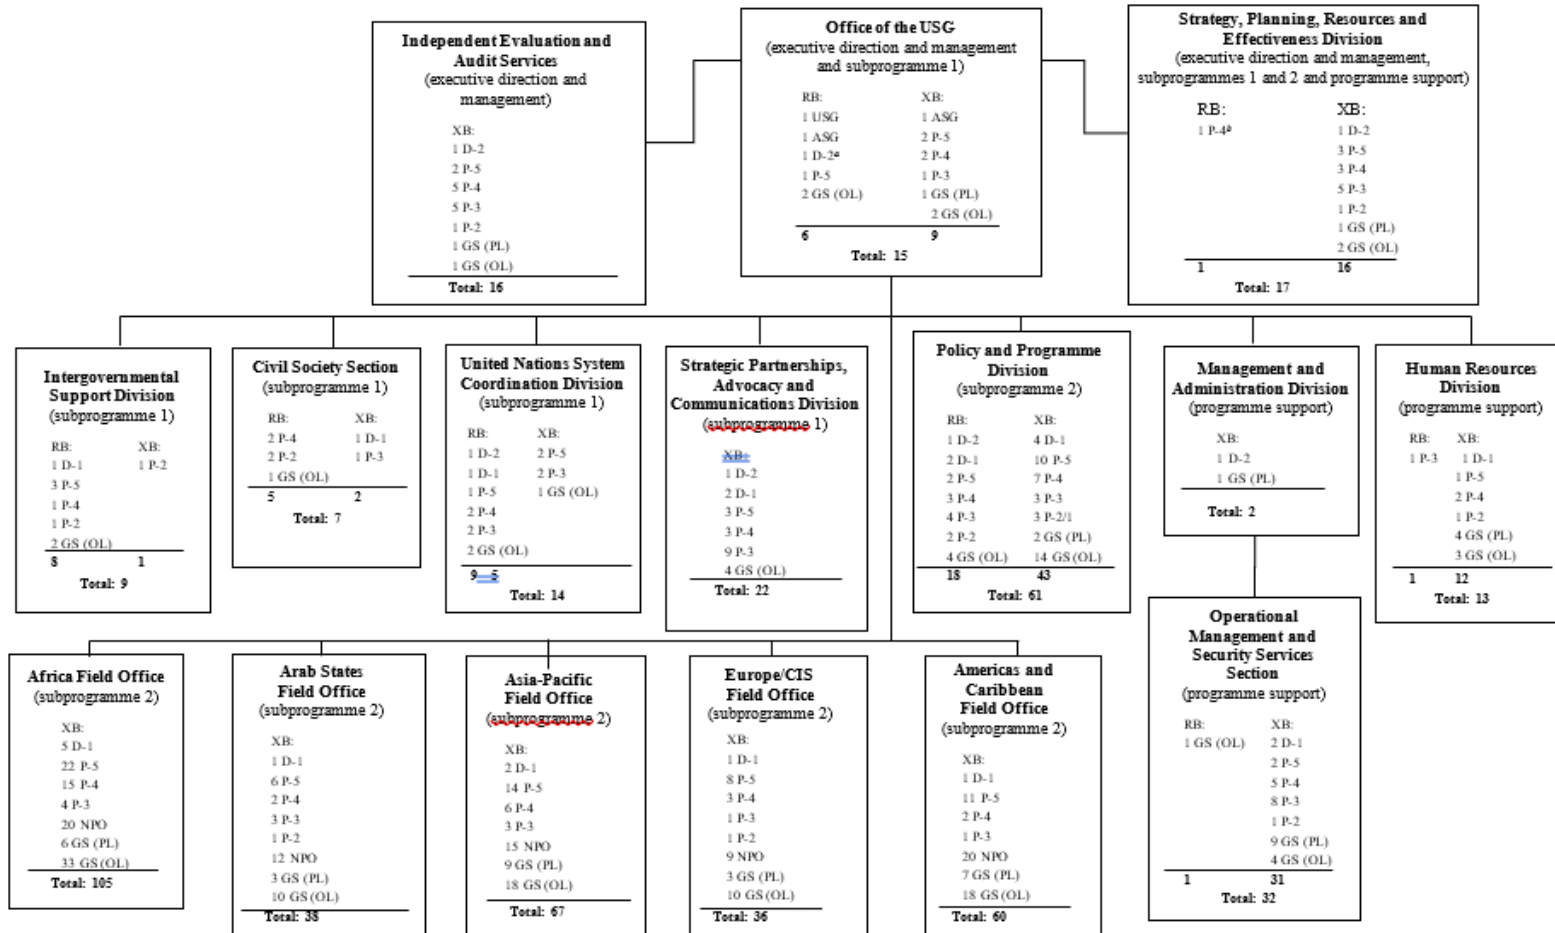 Independent Evaluation and
Audit Services
(executive direction and
management)
XB:
1 D-2
2 P-5
5 P-4
5 P-3
1 P-2
1 GS (PL)
1 GS (OL)
Total: 16
Office of the USG
(executive direction and management
and subprogramme 1)
RB: XB:
1 USG 1 ASG
1 ASG 2 P-5
1 D-2ª 2 P-4
1 P-5 1 P-3
2 GS (OL) 1 GS (PL)
2 GS (OL)
6 9
Total: 15
Strategy, Planning, Resources and
Effectiveness Division
(executive direction and management,
subprogrammes 1 and 2 and programme support)
RB: XB:
1 P-4ᵇ 1 D-2
3 P-5
3 P-4
5 P-3
1 P-2
1 GS (PL)
2 GS (OL)
1 16
Total: 17
Intergovernmental
Support Division
(subprogramme 1)
RB: XB:
1 D-1 1 P-2
3 P-5
1 P-4
1 P-2
2 GS (OL)
8 1
Total: 9
Civil Society Section
(subprogramme 1)
RB: XB:
2 P-4 1 D-1
2 P-2 1 P-3
1 GS (OL)
5 2
Total: 7
United Nations System
Coordination Division
(subprogramme 1)
RB: XB:
1 D-2 2 P-5
1 D-1 2 P-3
1 P-5 1 GS (OL)
2 P-4
2 P-3
2 GS (OL)
9 5
Total: 14
Strategic Partnerships,
Advocacy and
Communications Division
(subprogramme 1)
XB:
1 D-2
2 D-1
3 P-5
3 P-4
9 P-3
4 GS (OL)
Total: 22
Policy and Programme
Division
(subprogramme 2)
RB: XB:
1 D-2 4 D-1
2 D-1 10 P-5
2 P-5 7 P-4
3 P-4 3 P-3
4 P-3 3 P-2/1
2 P-2 2 GS (PL)
4 GS (OL) 14 GS (OL)
18 43
Total: 61
Management and
Administration Division
(programme support)
XB:
1 D-2
1 GS (PL)
Total: 2
Human Resources
Division
(programme support)
RB: XB:
1 P-3 1 D-1
1 P-5
2 P-4
1 P-2
4 GS (PL)
3 GS (OL)
1 12
Total: 13
Operational
Management and
Security Services
Section
(programme support)
RB: XB:
1 GS (OL) 2 D-1
2 P-5
5 P-4
8 P-3
1 P-2
9 GS (PL)
4 GS (OL)
1 31
Total: 32
Africa Field Office
(subprogramme 2)
XB:
5 D-1
22 P-5
15 P-4
4 P-3
20 NPO
6 GS (PL)
33 GS (OL)
Total: 105
Arab States
Field Office
(subprogramme 2)
XB:
1 D-1
6 P-5
2 P-4
3 P-3
1 P-2
12 NPO
3 GS (PL)
10 GS (OL)
Total: 38
Asia-Pacific
Field Office
(subprogramme 2)
XB:
2 D-1
14 P-5
6 P-4
3 P-3
15 NPO
9 GS (PL)
18 GS (OL)
Total: 67
Europe/CIS
Field Office
(subprogramme 2)
XB:
1 D-1
8 P-5
3 P-4
1 P-3
1 P-2
9 NPO
3 GS (PL)
10 GS (OL)
Total: 36
Americas and
Caribbean
Field Office
(subprogramme 2)
XB:
1 D-1
11 P-5
2 P-4
1 P-3
20 NPO
7 GS (PL)
18 GS (OL)
Total: 60